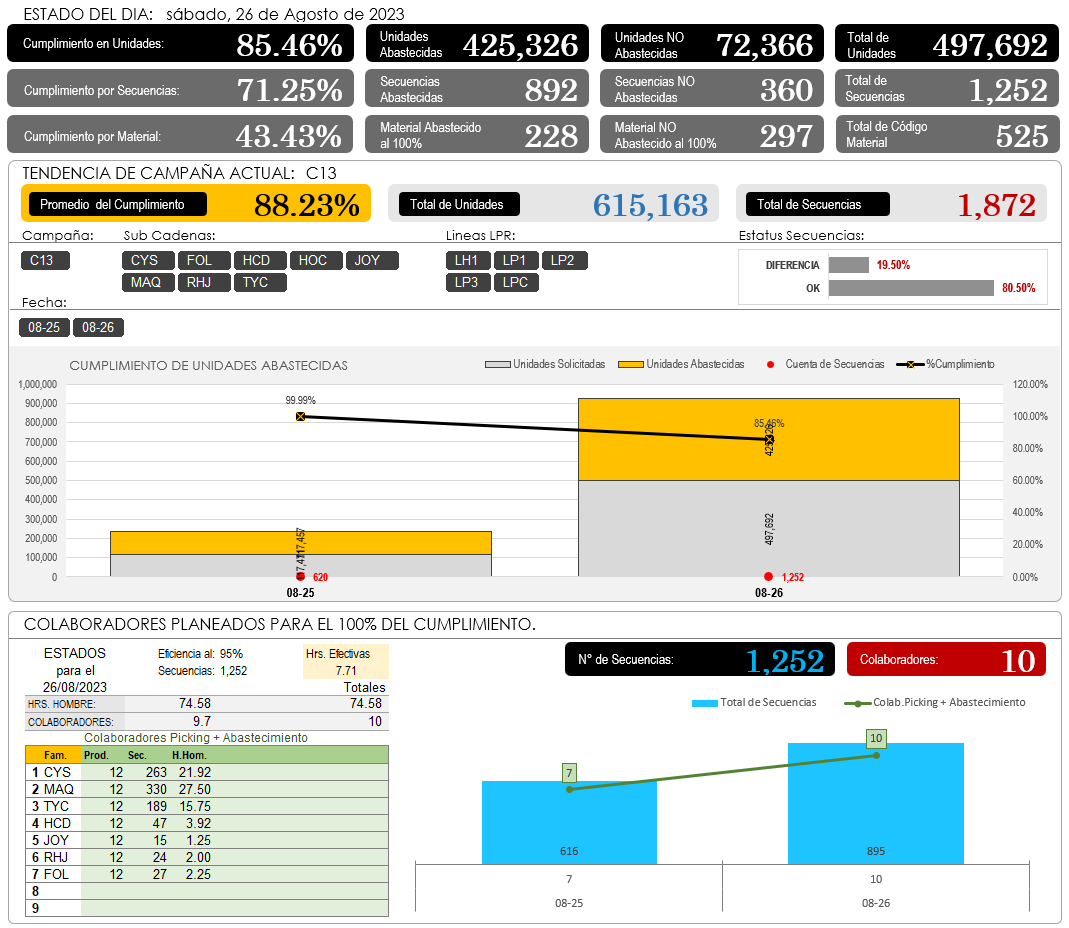 ESTADO DEL DIA: sábado, 26 de Agosto de 2023
Cumplimiento en Unidades: 85.46%
Unidades Abastecidas 425,326
Unidades NO Abastecidas 72,366
Total de Unidades 497,692
Cumplimiento por Secuencias: 71.25%
Secuencias Abastecidas 892
Secuencias NO Abastecidas 360
Total de Secuencias 1,252
Cumplimiento por Material: 43.43%
Material Abastecido al 100% 228
Material NO Abastecido al 100% 297
Total de Código Material 525
TENDENCIA DE CAMPAÑA ACTUAL: C13
Promedio del Cumplimiento 88.23%
Total de Unidades 615,163
Total de Secuencias 1,872
Campaña: Sub Cadenas: Lineas LPR: Estatus Secuencias:
C13 CYS FOL HCD HOC JOY LH1 LP1 LP2
MAQ RHJ TYC LP3 LPC
DIFERENCIA 19.50%
OK 80.50%
Fecha:
08-25 08-26
CUMPLIMIENTO DE UNIDADES ABASTECIDAS
Unidades Solicitadas Unidades Abastecidas Cuenta de Secuencias %Cumplimiento
1,000,000
900,000
800,000
700,000
600,000
500,000
400,000
300,000
200,000
100,000
0
120.00%
100.00%
80.00%
60.00%
40.00%
20.00%
0.00%
99.99%
85.46%
425,326
497,692
620
1,252
08-25 08-26
COLABORADORES PLANEADOS PARA EL 100% DEL CUMPLIMIENTO.
ESTADOS
para el
26/08/2023
Eficiencia al: 95%
Secuencias: 1,252
Hrs. Efectivas
7.71
Totales
HRS. HOMBRE: 74.58 74.58
COLABORADORES: 9.7 10
Colaboradores Picking + Abastecimiento
Fam. Prod. Sec. H.Hom.
1 CYS 12 263 21.92
2 MAQ 12 330 27.50
3 TYC 12 189 15.75
4 HCD 12 47 3.92
5 JOY 12 15 1.25
6 RHJ 12 24 2.00
7 FOL 12 27 2.25
8
9
N° de Secuencias: 1,252
Colaboradores: 10
Total de Secuencias Colab.Picking + Abastecimiento
7
10
616
895
7 10
08-25 08-26